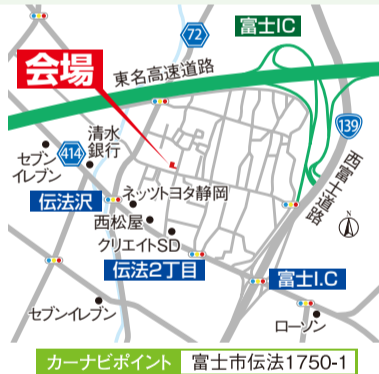 72
富士IC
会場
東名高速道路
139
西富士道路
清水
銀行
414
セブン
イレブン
伝法沢
ネッツトヨタ静岡
西松屋
クリエイトSD
伝法2丁目
N
富士I.C
セブンイレブン
ローソン
カーナビポイント 富士市伝法1750-1